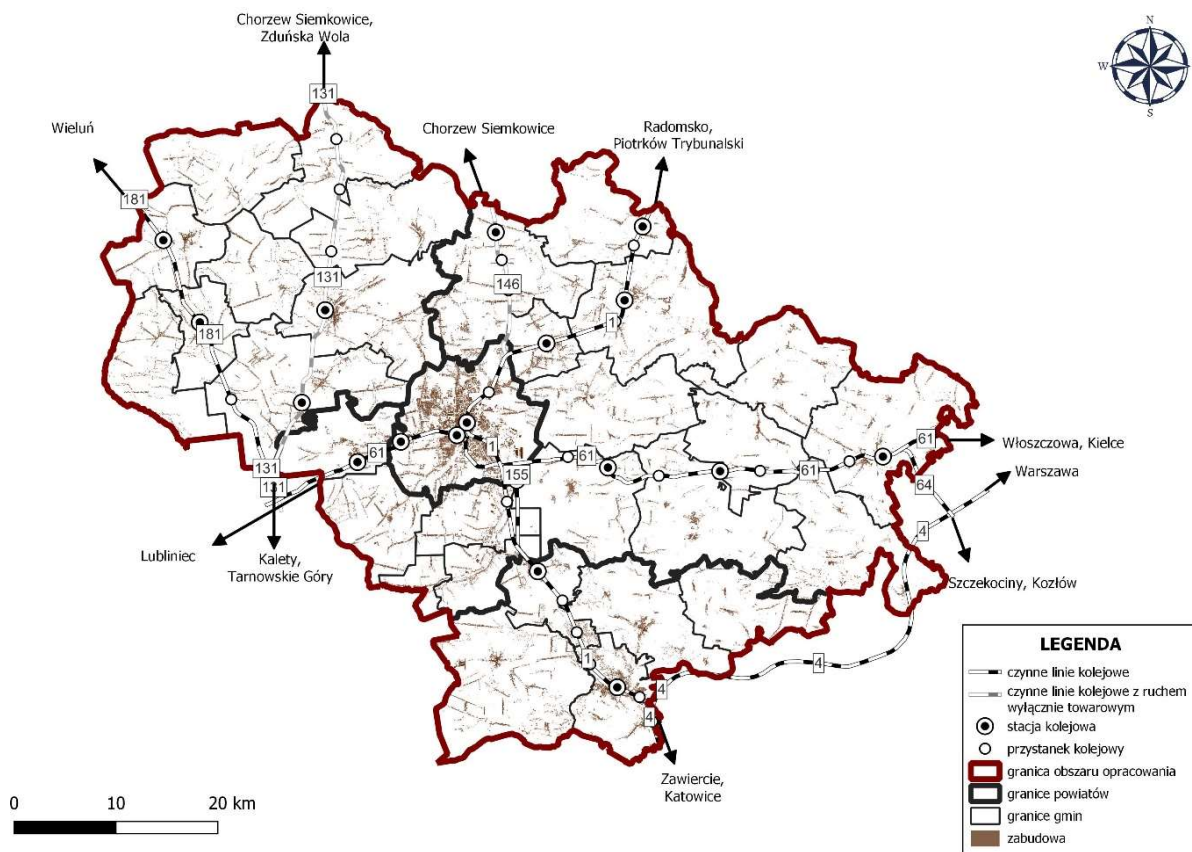 Chorzew Siemkowice,
Zduńska Wola
N
W
E
S
131
Wieluń
Chorzew Siemkowice
Radomsko,
Piotrków Trybunalski
181
131
146
181
1
61
1
61
155
61
61
Włoszczowa, Kielce
64
Warszawa
131
131
4
Lubliniec
Kalety,
Tarnowskie Góry
Szczekociny, Kozłów
1
4
4
4
Zawiercie,
Katowice
LEGENDA
czynne linie kolejowe
czynne linie kolejowe z ruchem
wyłącznie towarowym
stacja kolejowa
przystanek kolejowy
granica obszaru opracowania
granice powiatów
granice gmin
zabudowa
0 10 20 km